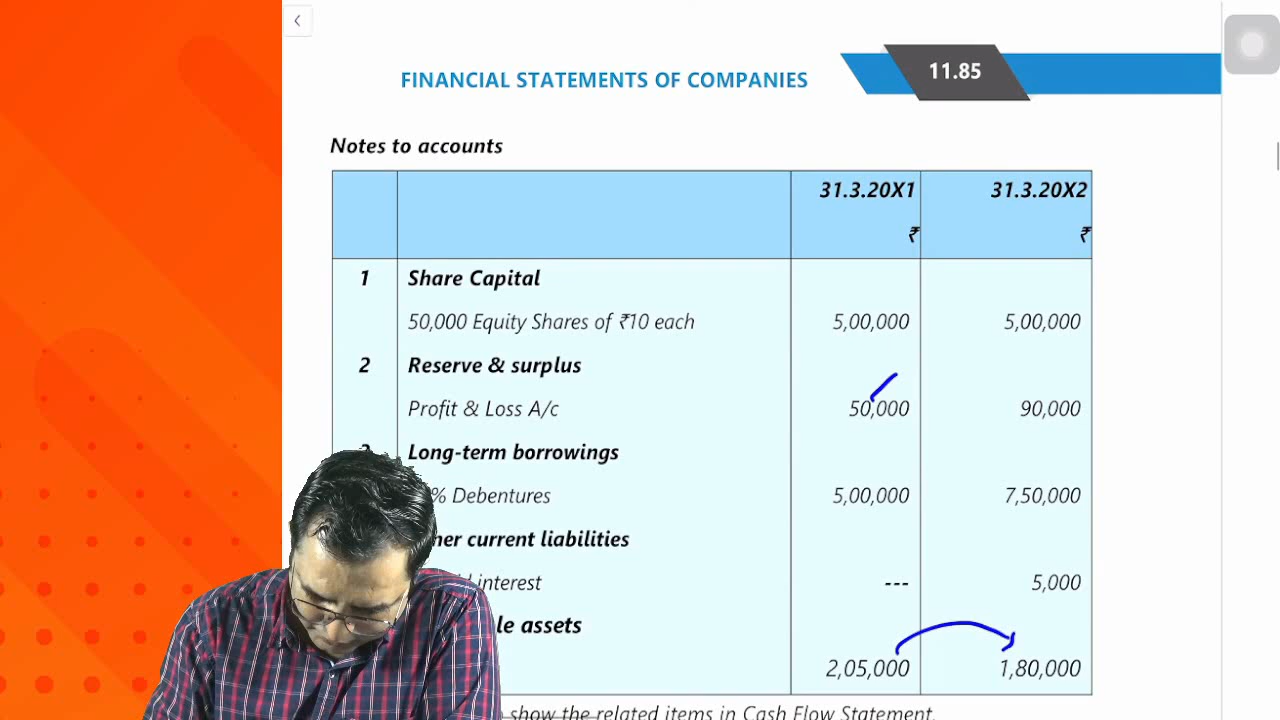 FINANCIAL STATEMENTS OF COMPANIES 11.85
Notes to accounts
31.3.20X1 31.3.20X2
₹ ₹
1 Share Capital
50,000 Equity Shares of ₹10 each 5,00,000 5,00,000
2 Reserve & surplus
Profit & Loss A/c 50,000 90,000
Long-term borrowings
% Debentures 5,00,000 7,50,000
current liabilities
interest --- 5,000
assets
2,05,000 1,80,000
show the related items in Cash Flow Statement.